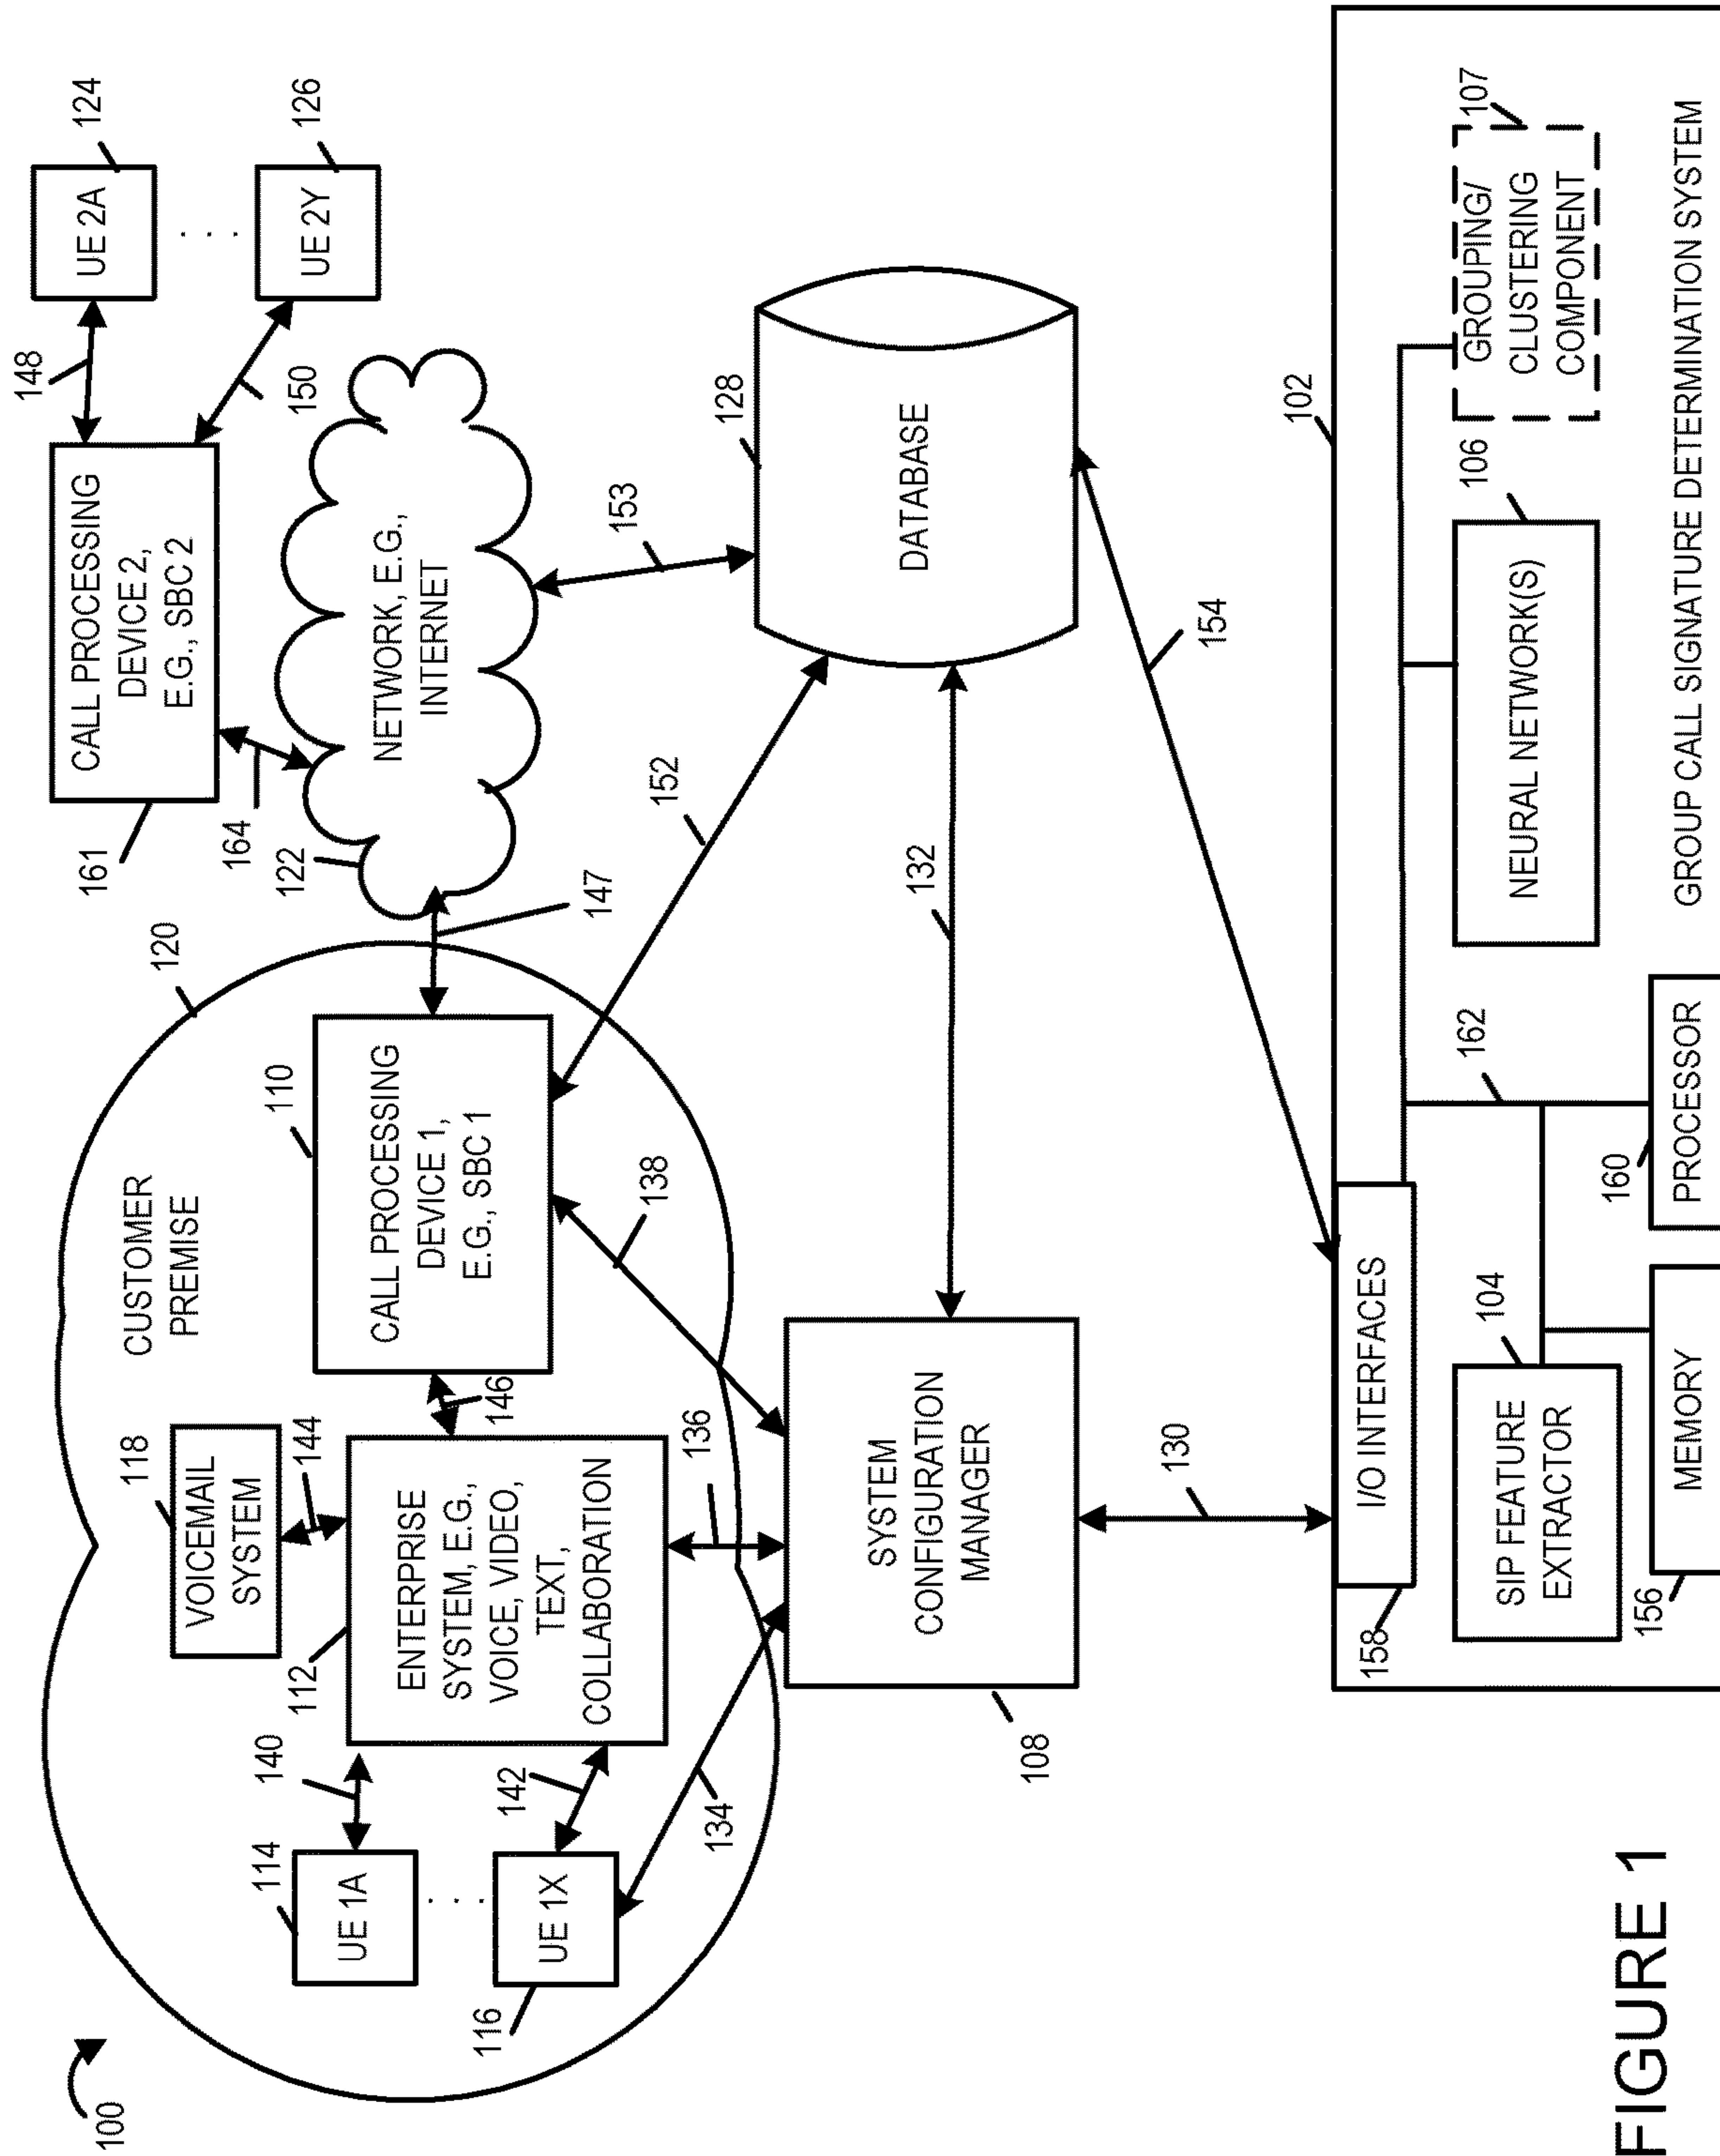 100
CUSTOMER
PREMISE
120
118
VOICEMAIL
SYSTEM
144
114
UE 1A
140
. . .
116
UE 1X
142
134
112
ENTERPRISE
SYSTEM, E.G.,
VOICE, VIDEO,
TEXT,
COLLABORATION
146
136
110
CALL PROCESSING
DEVICE 1,
E.G., SBC 1
138
147
161
CALL PROCESSING
DEVICE 2,
E.G., SBC 2
164
122
NETWORK, E.G.,
INTERNET
148
150
UE 2A
124
. . .
UE 2Y
126
153
152
128
DATABASE
132
154
108
SYSTEM
CONFIGURATION
MANAGER
130
102
158
I/O INTERFACES
104
SIP FEATURE
EXTRACTOR
156
MEMORY
162
160
PROCESSOR
106
NEURAL NETWORK(S)
107
GROUPING/
CLUSTERING
COMPONENT
GROUP CALL SIGNATURE DETERMINATION SYSTEM
FIGURE 1